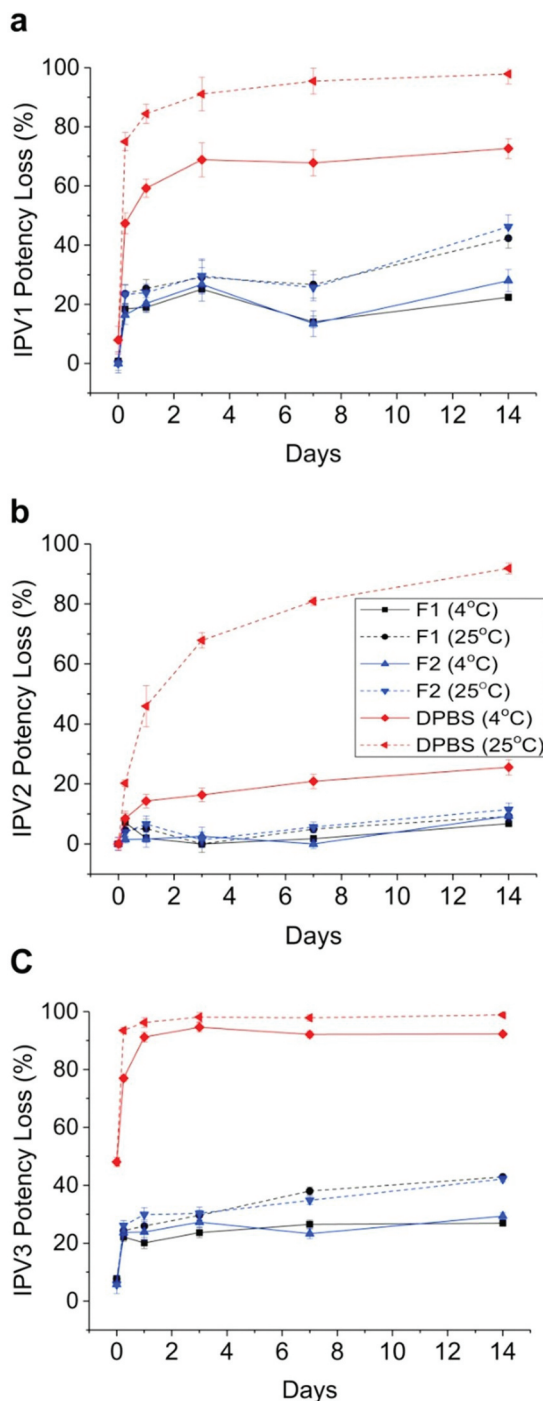 a
IPV1 Potency Loss (%)
100
80
60
40
20
0
0 2 4 6 8 10 12 14
Days
b
IPV2 Potency Loss (%)
100
80
60
40
20
0
F1 (4°C)
F1 (25°C)
F2 (4°C)
F2 (25°C)
DPBS (4°C)
DPBS (25°C)
0 2 4 6 8 10 12 14
Days
C
IPV3 Potency Loss (%)
100
80
60
40
20
0
0 2 4 6 8 10 12 14
Days